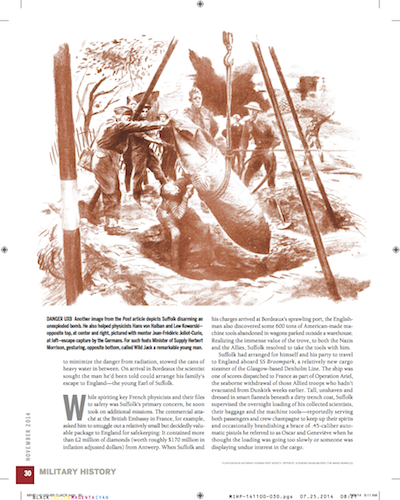 DANGER UXB Another image from the Post article depicts Suffolk disarming an
unexploded bomb. He also helped physicists Hans von Halban and Lew Kowarski—
opposite top, at center and right, pictured with mentor Jean-Frédéric Joliot-Curie,
at left—escape capture by the Germans. For such feats Minister of Supply Herbert
Morrison, gesturing, opposite bottom, called Wild Jack a remarkable young man.
to minimize the danger from radiation, stowed the cans of
heavy water in between. On arrival in Bordeaux the scientist
sought the man he'd been told could arrange his family's
escape to England—the young Earl of Suffolk.
While spiriting key French physicists and their files
to safety was Suffolk's primary concern, he soon
took on additional missions. The commercial atta-
ché at the British Embassy in France, for example,
asked him to smuggle out a relatively small but decidedly valu-
able package to England for safekeeping: It contained more
than £2 million of diamonds (worth roughly $170 million in
inflation adjusted dollars) from Antwerp. When Suffolk and
his charges arrived at Bordeaux's sprawling port, the English-
man also discovered some 600 tons of American-made ma-
chine tools abandoned in wagons parked outside a warehouse.
Realizing the immense value of the trove, to both the Nazis
and the Allies, Suffolk resolved to take the tools with him.
Suffolk had arranged for himself and his party to travel
to England aboard SS Broompark, a relatively new cargo
steamer of the Glasgow-based Denholm Line. The ship was
one of scores dispatched to France as part of Operation Ariel,
the seaborne withdrawal of those Allied troops who hadn't
evacuated from Dunkirk weeks earlier. Tall, unshaven and
dressed in smart flannels beneath a dirty trench coat, Suffolk
supervised the overnight loading of his collected scientists,
their baggage and the machine tools—reportedly serving
both passengers and crew champagne to keep up their spirits
and occasionally brandishing a brace of .45-caliber auto-
matic pistols he referred to as Oscar and Genevieve when he
thought the loading was going too slowly or someone was
displaying undue interest in the cargo.
NOVEMBER 2014
30 MILITARY HISTORY
BLACK MAGENTA CYAN
MIHP-141100-030.pgs 07.25.2014 08:21